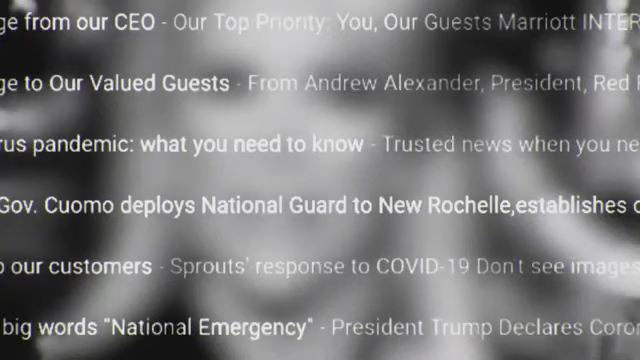 ge from our CEO - Our Top Priority: You, Our Guests Marriott INTER
ge to Our Valued Guests - From Andrew Alexander, President, Red
rus pandemic: what you need to know - Trusted news when you ne
Gov. Cuomo deploys National Guard to New Rochelle,establishes
o our customers - Sprouts' response to COVID-19 Don't see images
big words "National Emergency" - President Trump Declares Coron